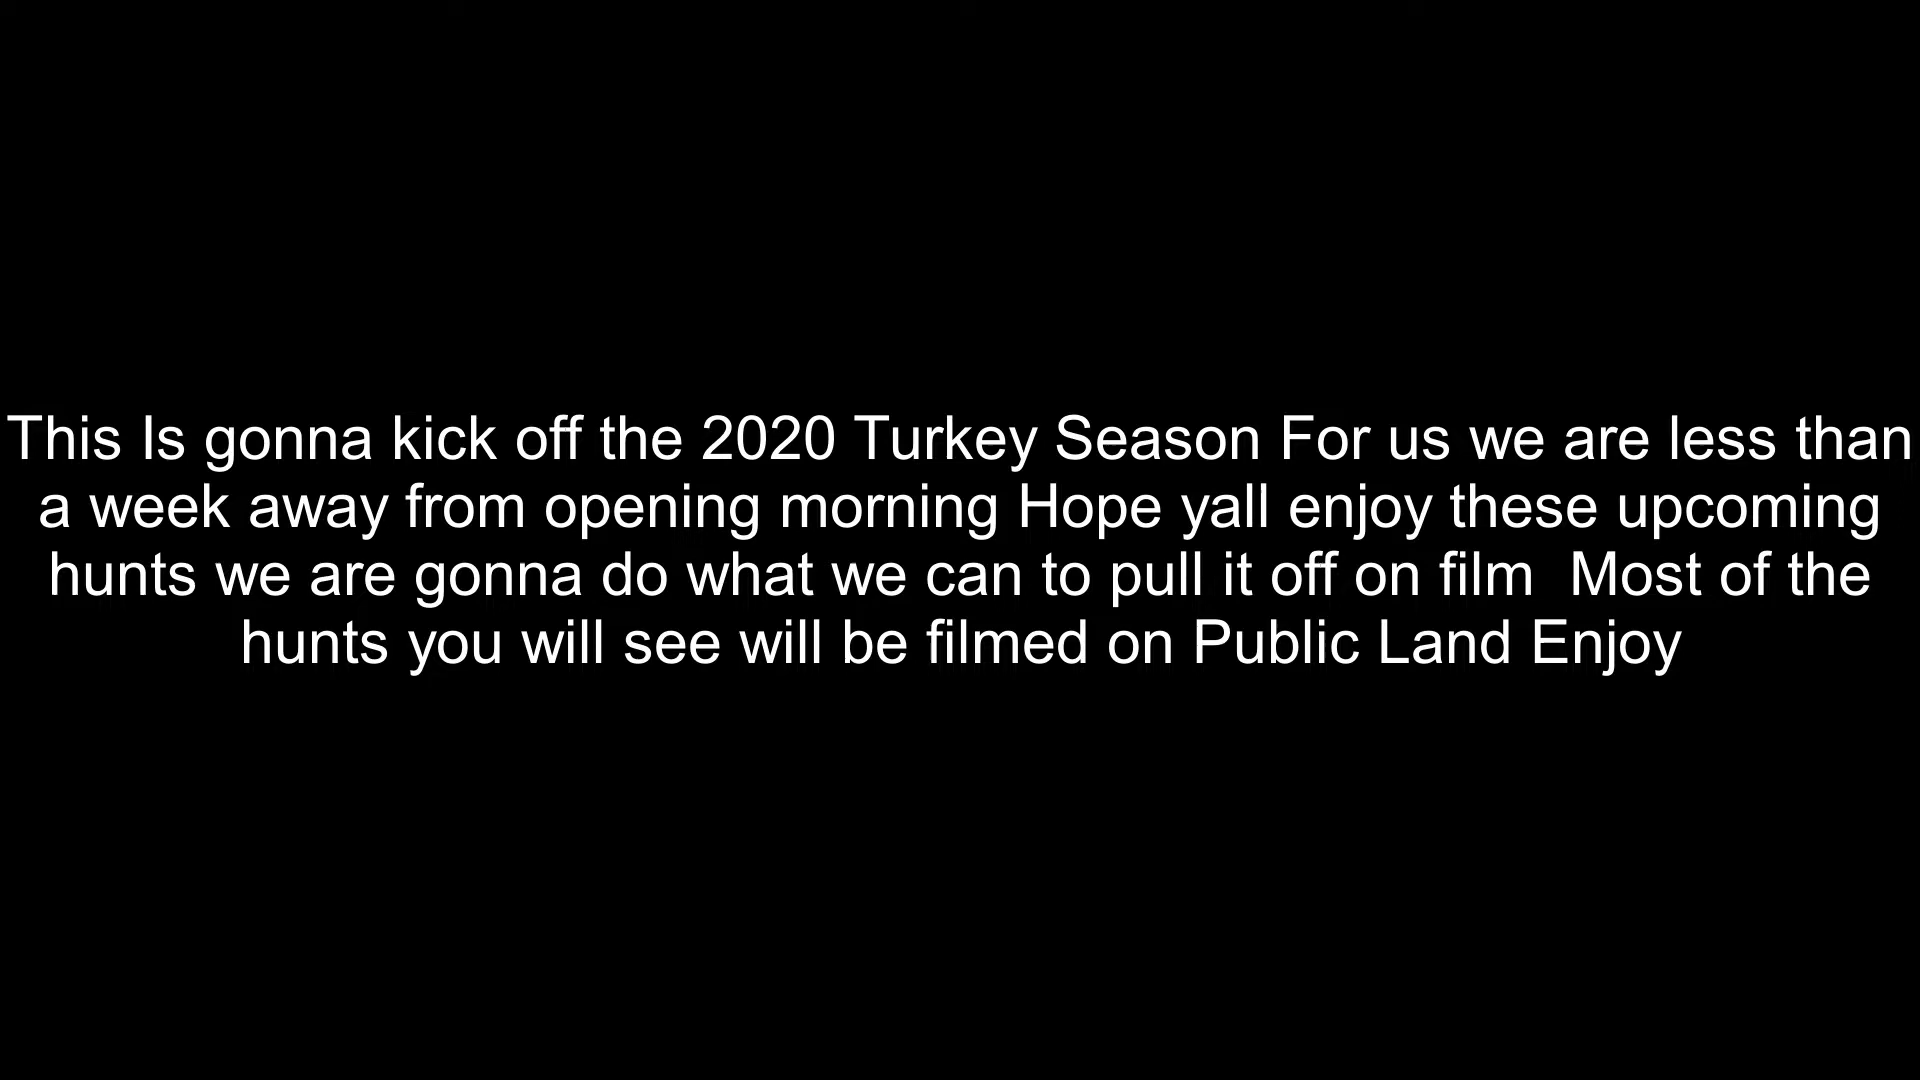 This Is gonna kick off the 2020 Turkey Season For us we are less than
a week away from opening morning Hope yall enjoy these upcoming
hunts we are gonna do what we can to pull it off on film  Most of the
hunts you will see will be filmed on Public Land Enjoy